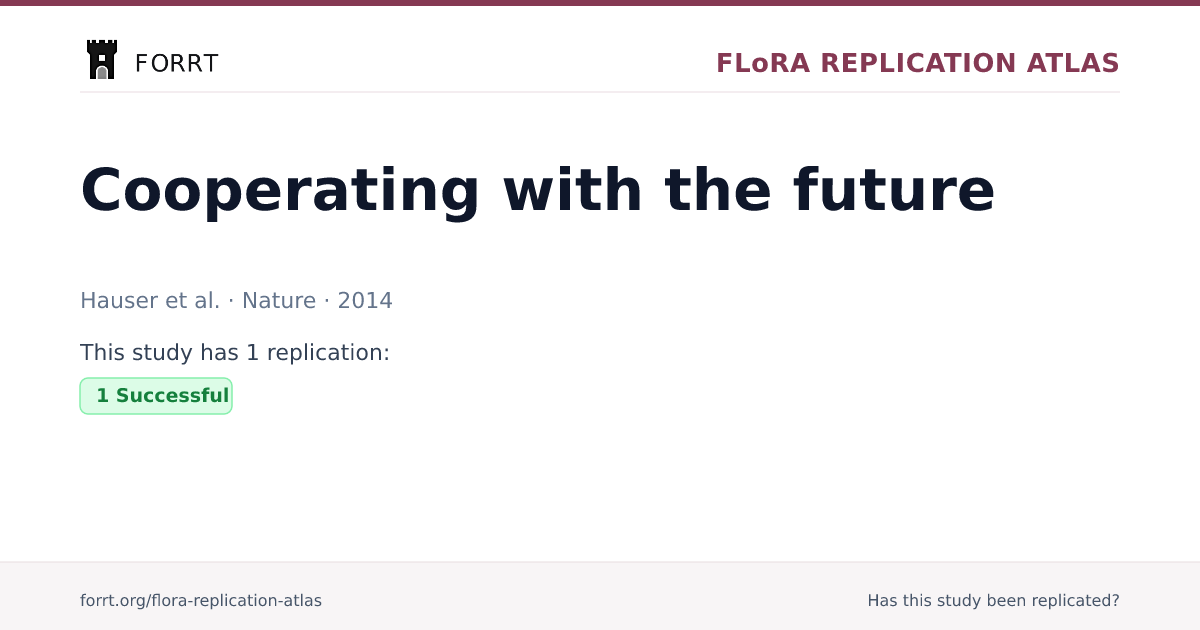 FORRT
FLoRA REPLICATION ATLAS
Cooperating with the future
Hauser et al. · Nature · 2014
This study has 1 replication:
1 Successful
forrt.org/flora-replication-atlas
Has this study been replicated?